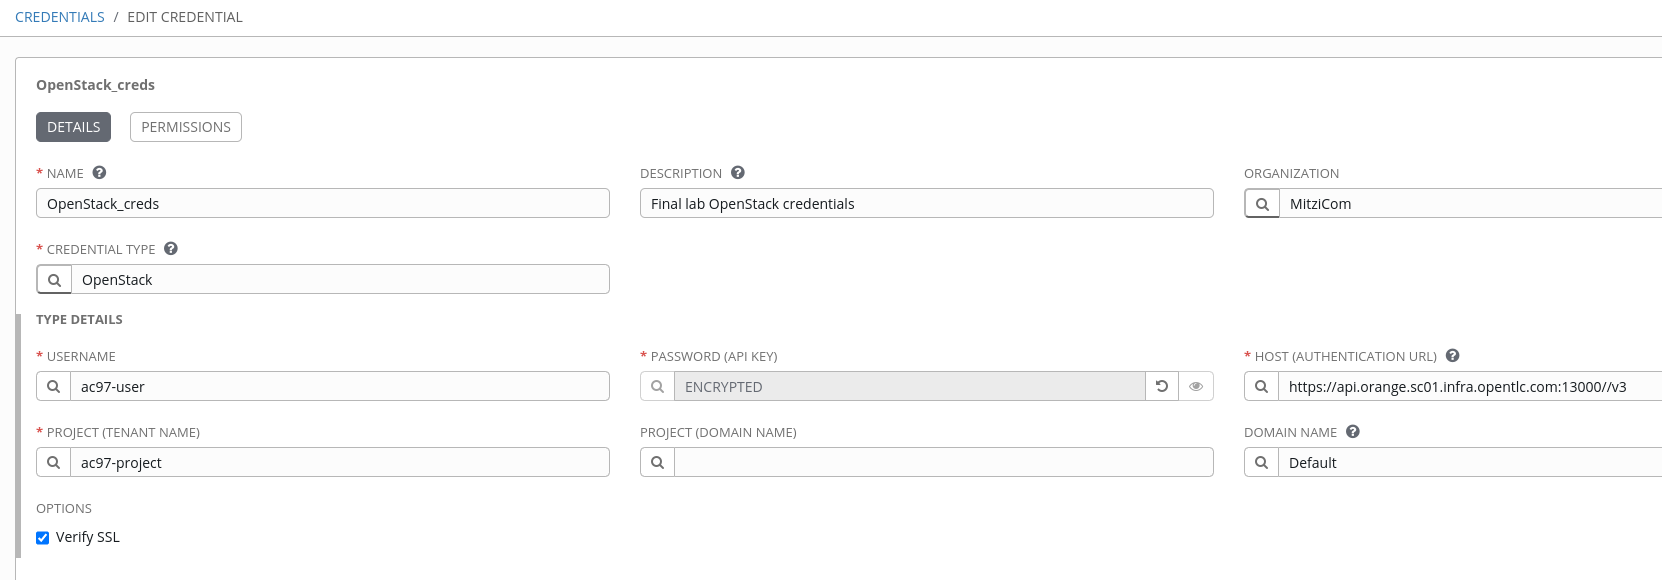 CREDENTIALS / EDIT CREDENTIAL
OpenStack_creds
DETAILS PERMISSIONS
* NAME ? DESCRIPTION ? ORGANIZATION
OpenStack_creds Final lab OpenStack credentials MitziCom
* CREDENTIAL TYPE ?
OpenStack
TYPE DETAILS
* USERNAME * PASSWORD (API KEY) * HOST (AUTHENTICATION URL) ?
ac97-user ENCRYPTED https://api.orange.sc01.infra.opentlc.com:13000//v3
* PROJECT (TENANT NAME) PROJECT (DOMAIN NAME) DOMAIN NAME ?
ac97-project Default
OPTIONS
Verify SSL